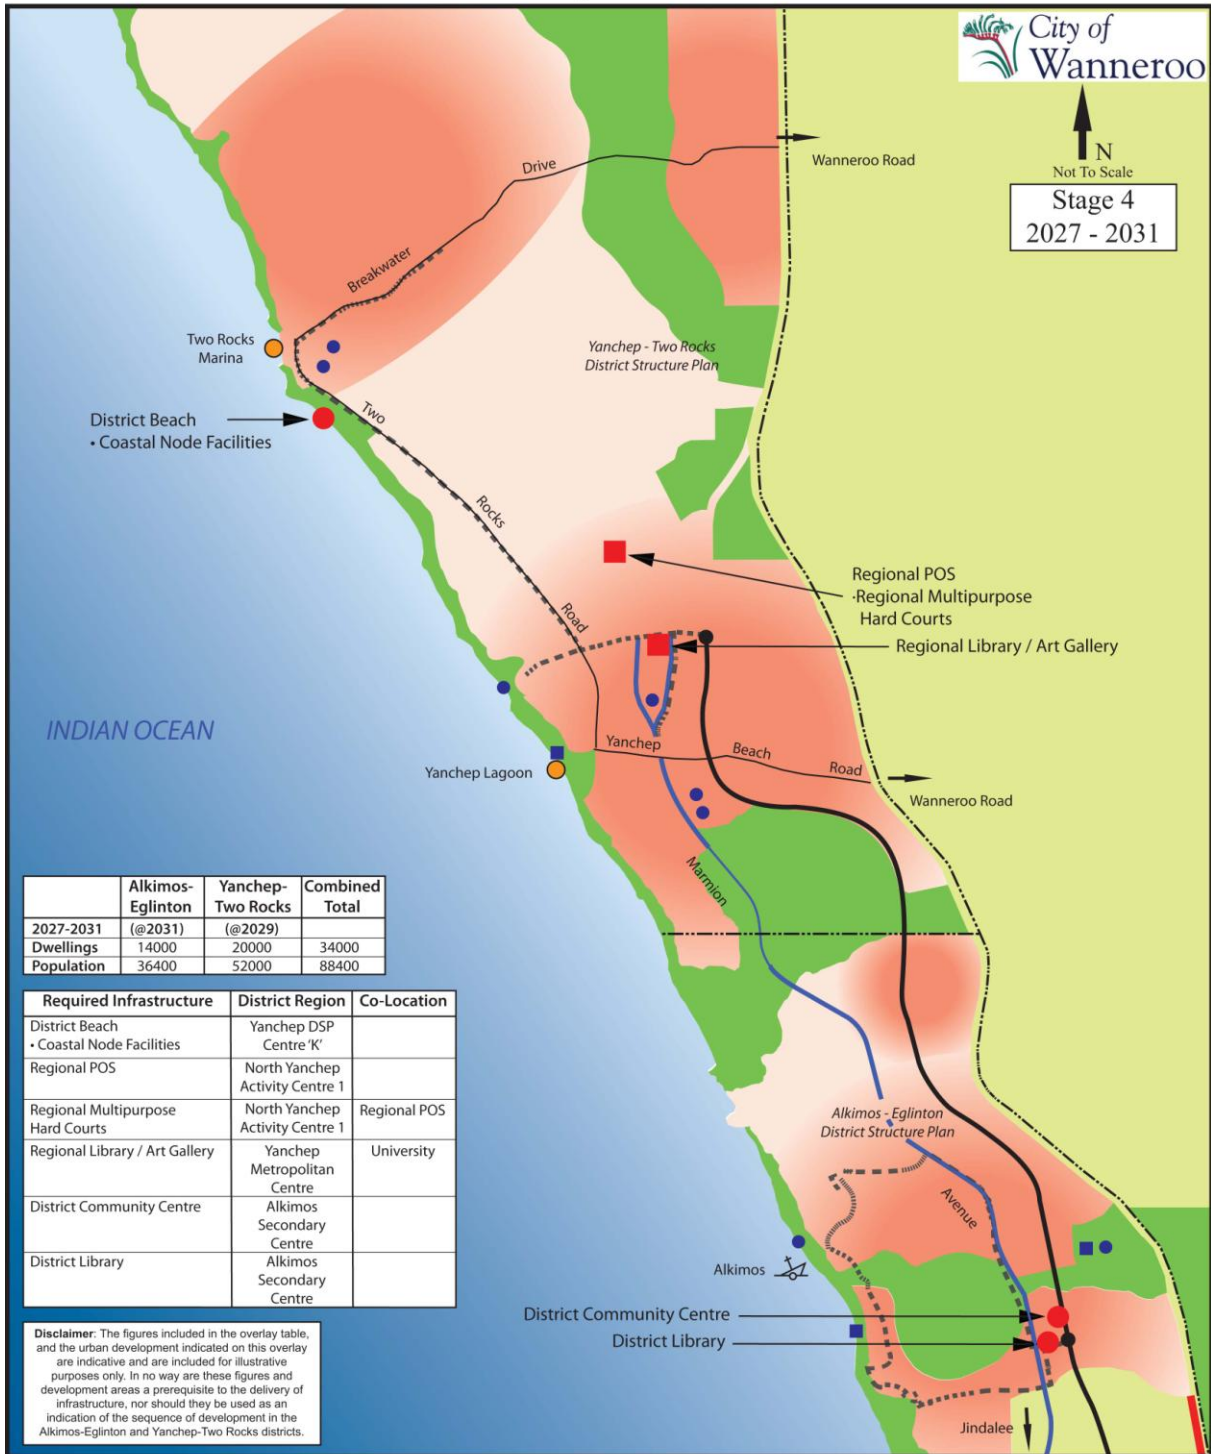 City of
Wanneroo
N
Not To Scale
Stage 4
2027 - 2031
Wanneroo Road
Drive
Breakwater
Two Rocks
Marina
Yanchep - Two Rocks
District Structure Plan
District Beach
• Coastal Node Facilities
Two
Rocks
Road
Regional POS
·Regional Multipurpose
Hard Courts
Regional Library / Art Gallery
INDIAN OCEAN
Yanchep
Beach
Road
Yanchep Lagoon
Wanneroo Road
Marmion
Alkimos-
Eglinton
Yanchep-
Two Rocks
Combined
Total
2027-2031 (@2031) (@2029)
Dwellings 14000 20000 34000
Population 36400 52000 88400
Required Infrastructure District Region Co-Location
District Beach
• Coastal Node Facilities
Yanchep DSP
Centre 'K'
Regional POS
North Yanchep
Activity Centre 1
Regional Multipurpose
Hard Courts
North Yanchep
Activity Centre 1
Regional POS
Regional Library / Art Gallery
Yanchep
Metropolitan
Centre
University
District Community Centre
Alkimos
Secondary
Centre
District Library
Alkimos
Secondary
Centre
Alkimos - Eglinton
District Structure Plan
Avenue
Alkimos
District Community Centre
District Library
Jindalee
Disclaimer: The figures included in the overlay table,
and the urban development indicated on this overlay
are indicative and are included for illustrative
purposes only. In no way are these figures and
development areas a prerequisite to the delivery of
infrastructure, nor should they be used as an
indication of the sequence of development in the
Alkimos-Eglinton and Yanchep-Two Rocks districts.